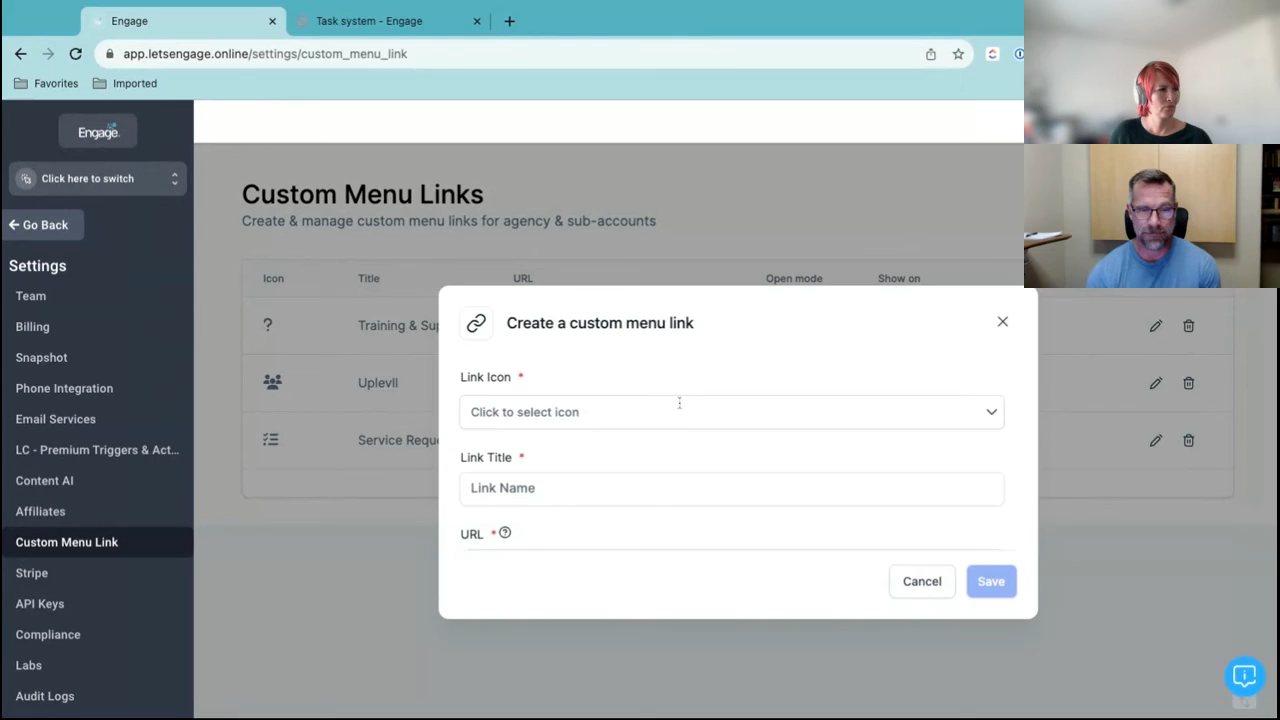 Engage
Task system - Engage
app.letsengage.online/settings/custom_menu_link
Favorites
Imported
Engage
Click here to switch
Go Back
Settings
Team
Billing
Snapshot
Phone Integration
Email Services
LC - Premium Triggers & Act...
Content AI
Affiliates
Custom Menu Link
Stripe
API Keys
Compliance
Labs
Audit Logs
Custom Menu Links
Create & manage custom menu links for agency & sub-accounts
Icon Title URL Open mode Show on
Training & Su
Uplevll
Service Requ
Create a custom menu link
Link Icon *
Click to select icon
Link Title *
Link Name
URL *
Cancel Save